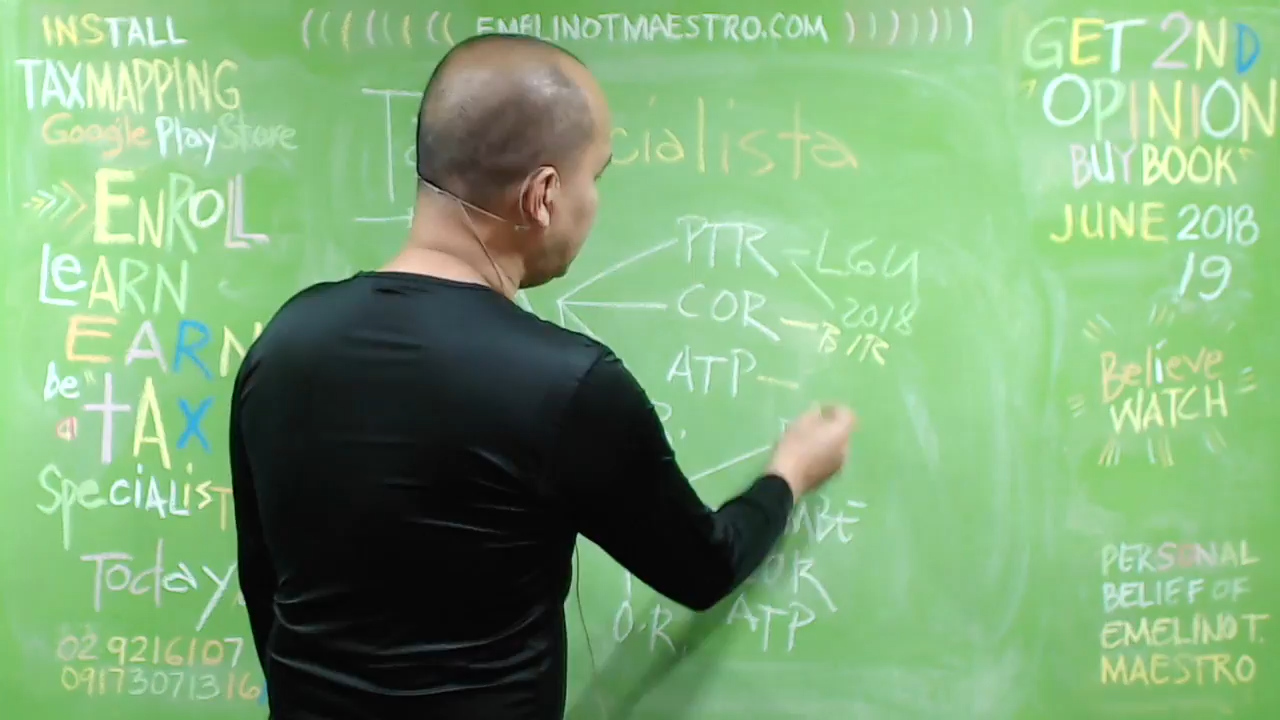 INSTALL
TAXMAPPING
Google Play Store
>>> ENROLL
LeARN
EARN
be
tAx
SpeciALisT
Today
02 9216107
0917307131 6
((((((( EMELINOTMAESTRO.COM )))))))
cialista
PTR - LGU
2018
COR - BIR
ATP -
O.R.
ATP
GET 2ND
"OPINION
BUY BOOK"
JUNE 2018
19
Believe
WATCH
PERSONAL
BELIEF OF
EMELINO T.
MAESTRO